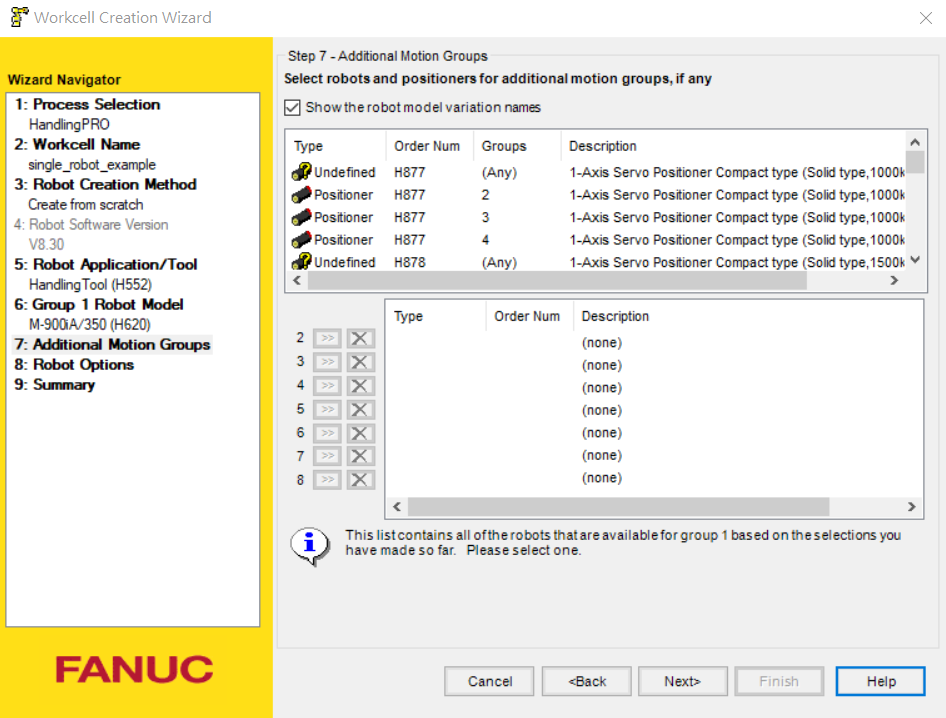 Workcell Creation Wizard
Wizard Navigator
1: Process Selection
HandlingPRO
2: Workcell Name
single_robot_example
3: Robot Creation Method
Create from scratch
4: Robot Software Version
V8.30
5: Robot Application/Tool
HandlingTool (H552)
6: Group 1 Robot Model
M-900iA/350 (H620)
7: Additional Motion Groups
8: Robot Options
9: Summary
FANUC
Step 7 - Additional Motion Groups
Select robots and positioners for additional motion groups, if any
Show the robot model variation names
Type Order Num Groups Description
Undefined H877 (Any) 1-Axis Servo Positioner Compact type (Solid type,1000k
Positioner H877 2 1-Axis Servo Positioner Compact type (Solid type,1000k
Positioner H877 3 1-Axis Servo Positioner Compact type (Solid type,1000k
Positioner H877 4 1-Axis Servo Positioner Compact type (Solid type,1000k
Undefined H878 (Any) 1-Axis Servo Positioner Compact type (Solid type,1500k
Type Order Num Description
2 >> (none)
3 >> (none)
4 >> (none)
5 >> (none)
6 >> (none)
7 >> (none)
8 >> (none)
This list contains all of the robots that are available for group 1 based on the selections you
have made so far. Please select one.
Cancel <Back Next> Finish Help